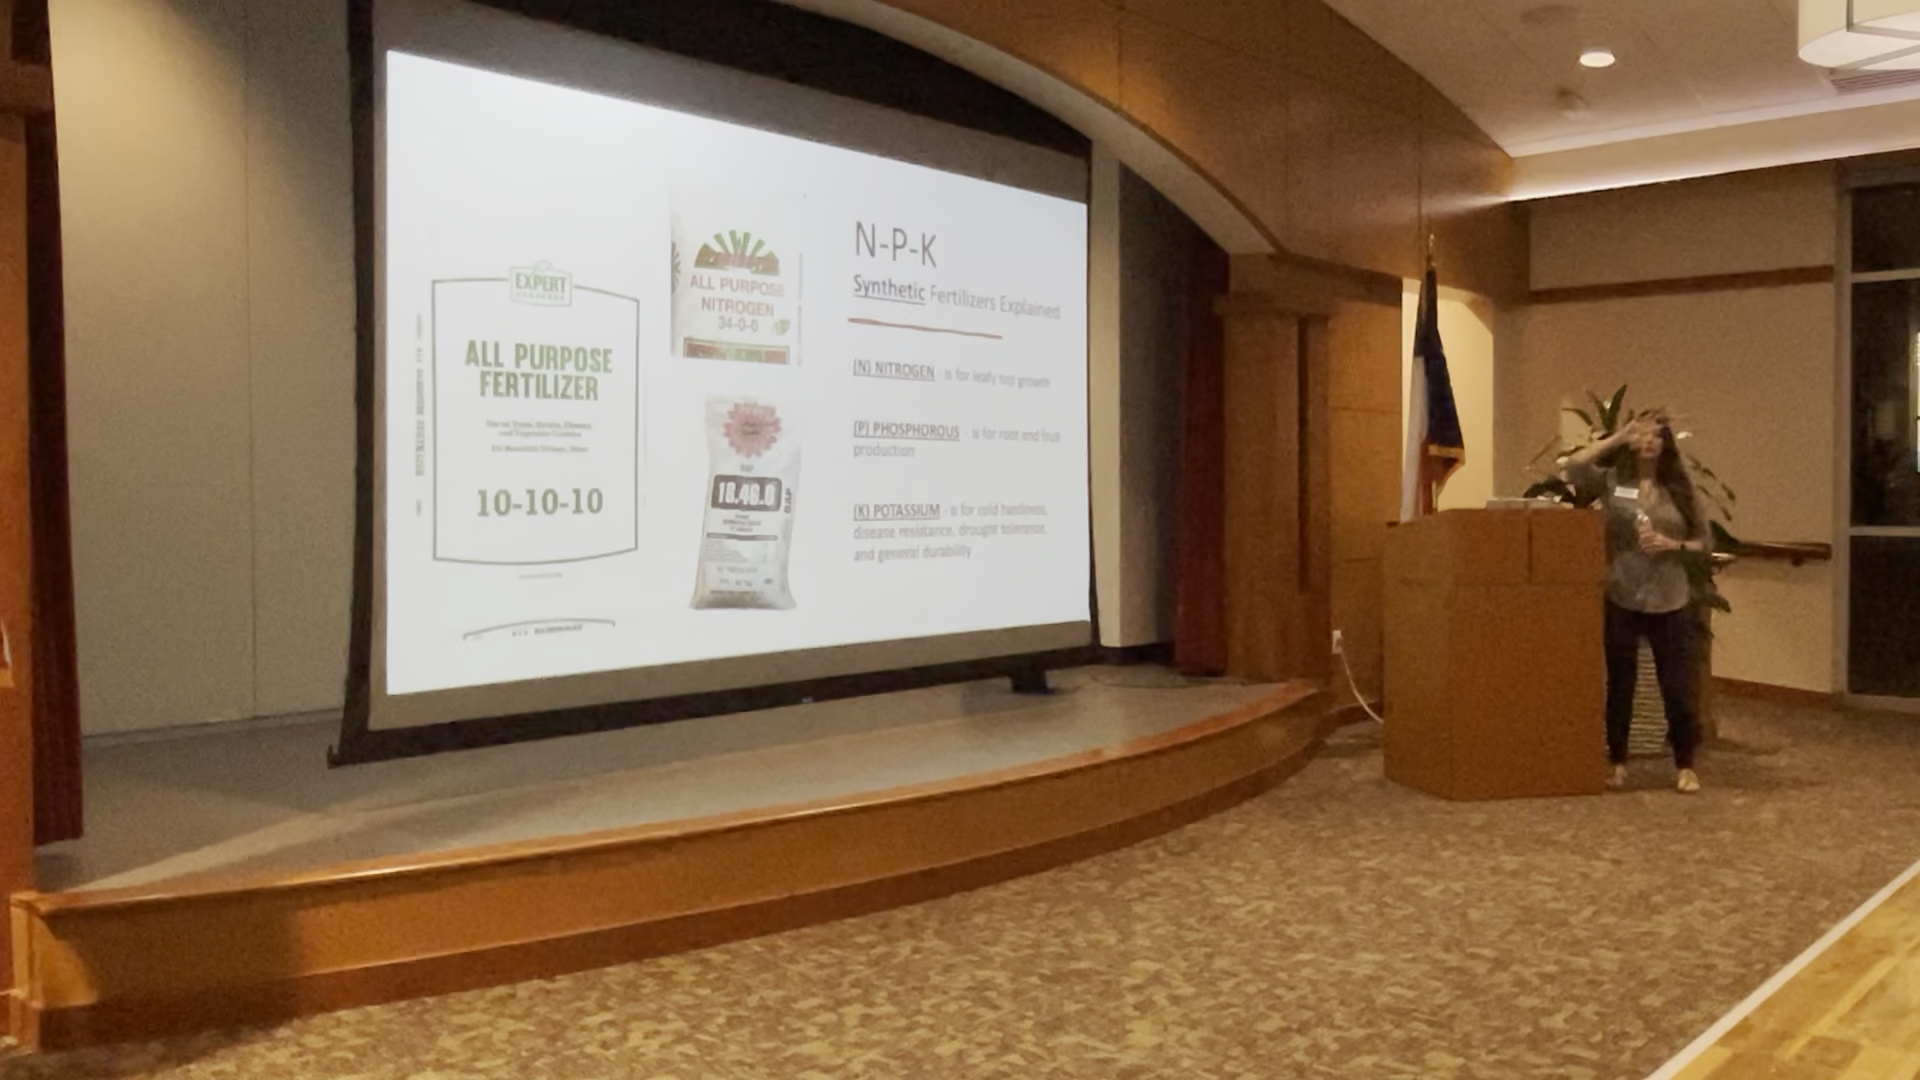 EXPERT
GARDENER
ALL PURPOSE
FERTILIZER
10-10-10
ALL PURPOSE
NITROGEN
34-0-0
18.46.0
DAP
N-P-K
Synthetic Fertilizers Explained
(N) NITROGEN - is for leafy top growth
(P) PHOSPHOROUS - is for root and fruit
production
(K) POTASSIUM - is for cold hardiness,
disease resistance, drought tolerance,
and general durability